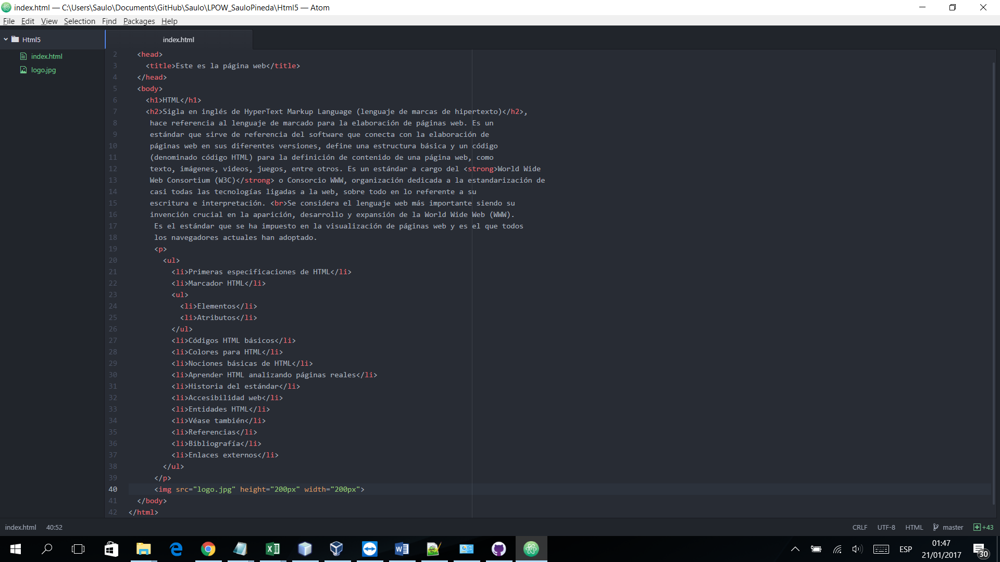 index.html — C:\Users\Saulo\Documents\GitHub\Saulo\LPOW_SauloPineda\Html5 — Atom
File Edit View Selection Find Packages Help
Html5
index.html
logo.jpg
index.html
2 <head>
3 <title>Este es la página web</title>
4 </head>
5 <body>
6 <h1>HTML</h1>
7 <h2>Sigla en inglés de HyperText Markup Language (lenguaje de marcas de hipertexto)</h2>,
8 hace referencia al lenguaje de marcado para la elaboración de páginas web. Es un
9 estándar que sirve de referencia del software que conecta con la elaboración de
10 páginas web en sus diferentes versiones, define una estructura básica y un código
11 (denominado código HTML) para la definición de contenido de una página web, como
12 texto, imágenes, videos, juegos, entre otros. Es un estándar a cargo del <strong>World Wide
13 Web Consortium (W3C)</strong> o Consorcio WWW, organización dedicada a la estandarización de
14 casi todas las tecnologías ligadas a la web, sobre todo en lo referente a su
15 escritura e interpretación. <br>Se considera el lenguaje web más importante siendo su
16 invención crucial en la aparición, desarrollo y expansión de la World Wide Web (WWW).
17 Es el estándar que se ha impuesto en la visualización de páginas web y es el que todos
18 los navegadores actuales han adoptado.
19 <p>
20 <ul>
21 <li>Primeras especificaciones de HTML</li>
22 <li>Marcador HTML</li>
23 <ul>
24 <li>Elementos</li>
25 <li>Atributos</li>
26 </ul>
27 <li>Códigos HTML básicos</li>
28 <li>Colores para HTML</li>
29 <li>Nociones básicas de HTML</li>
30 <li>Aprender HTML analizando páginas reales</li>
31 <li>Historia del estándar</li>
32 <li>Accesibilidad web</li>
33 <li>Entidades HTML</li>
34 <li>Véase también</li>
35 <li>Referencias</li>
36 <li>Bibliografía</li>
37 <li>Enlaces externos</li>
38 </ul>
39 </p>
40 <img src="logo.jpg" height="200px" width="200px">
41 </body>
42 </html>
index.html 40:52 CRLF UTF-8 HTML master +43
ESP 01:47
21/01/2017
30